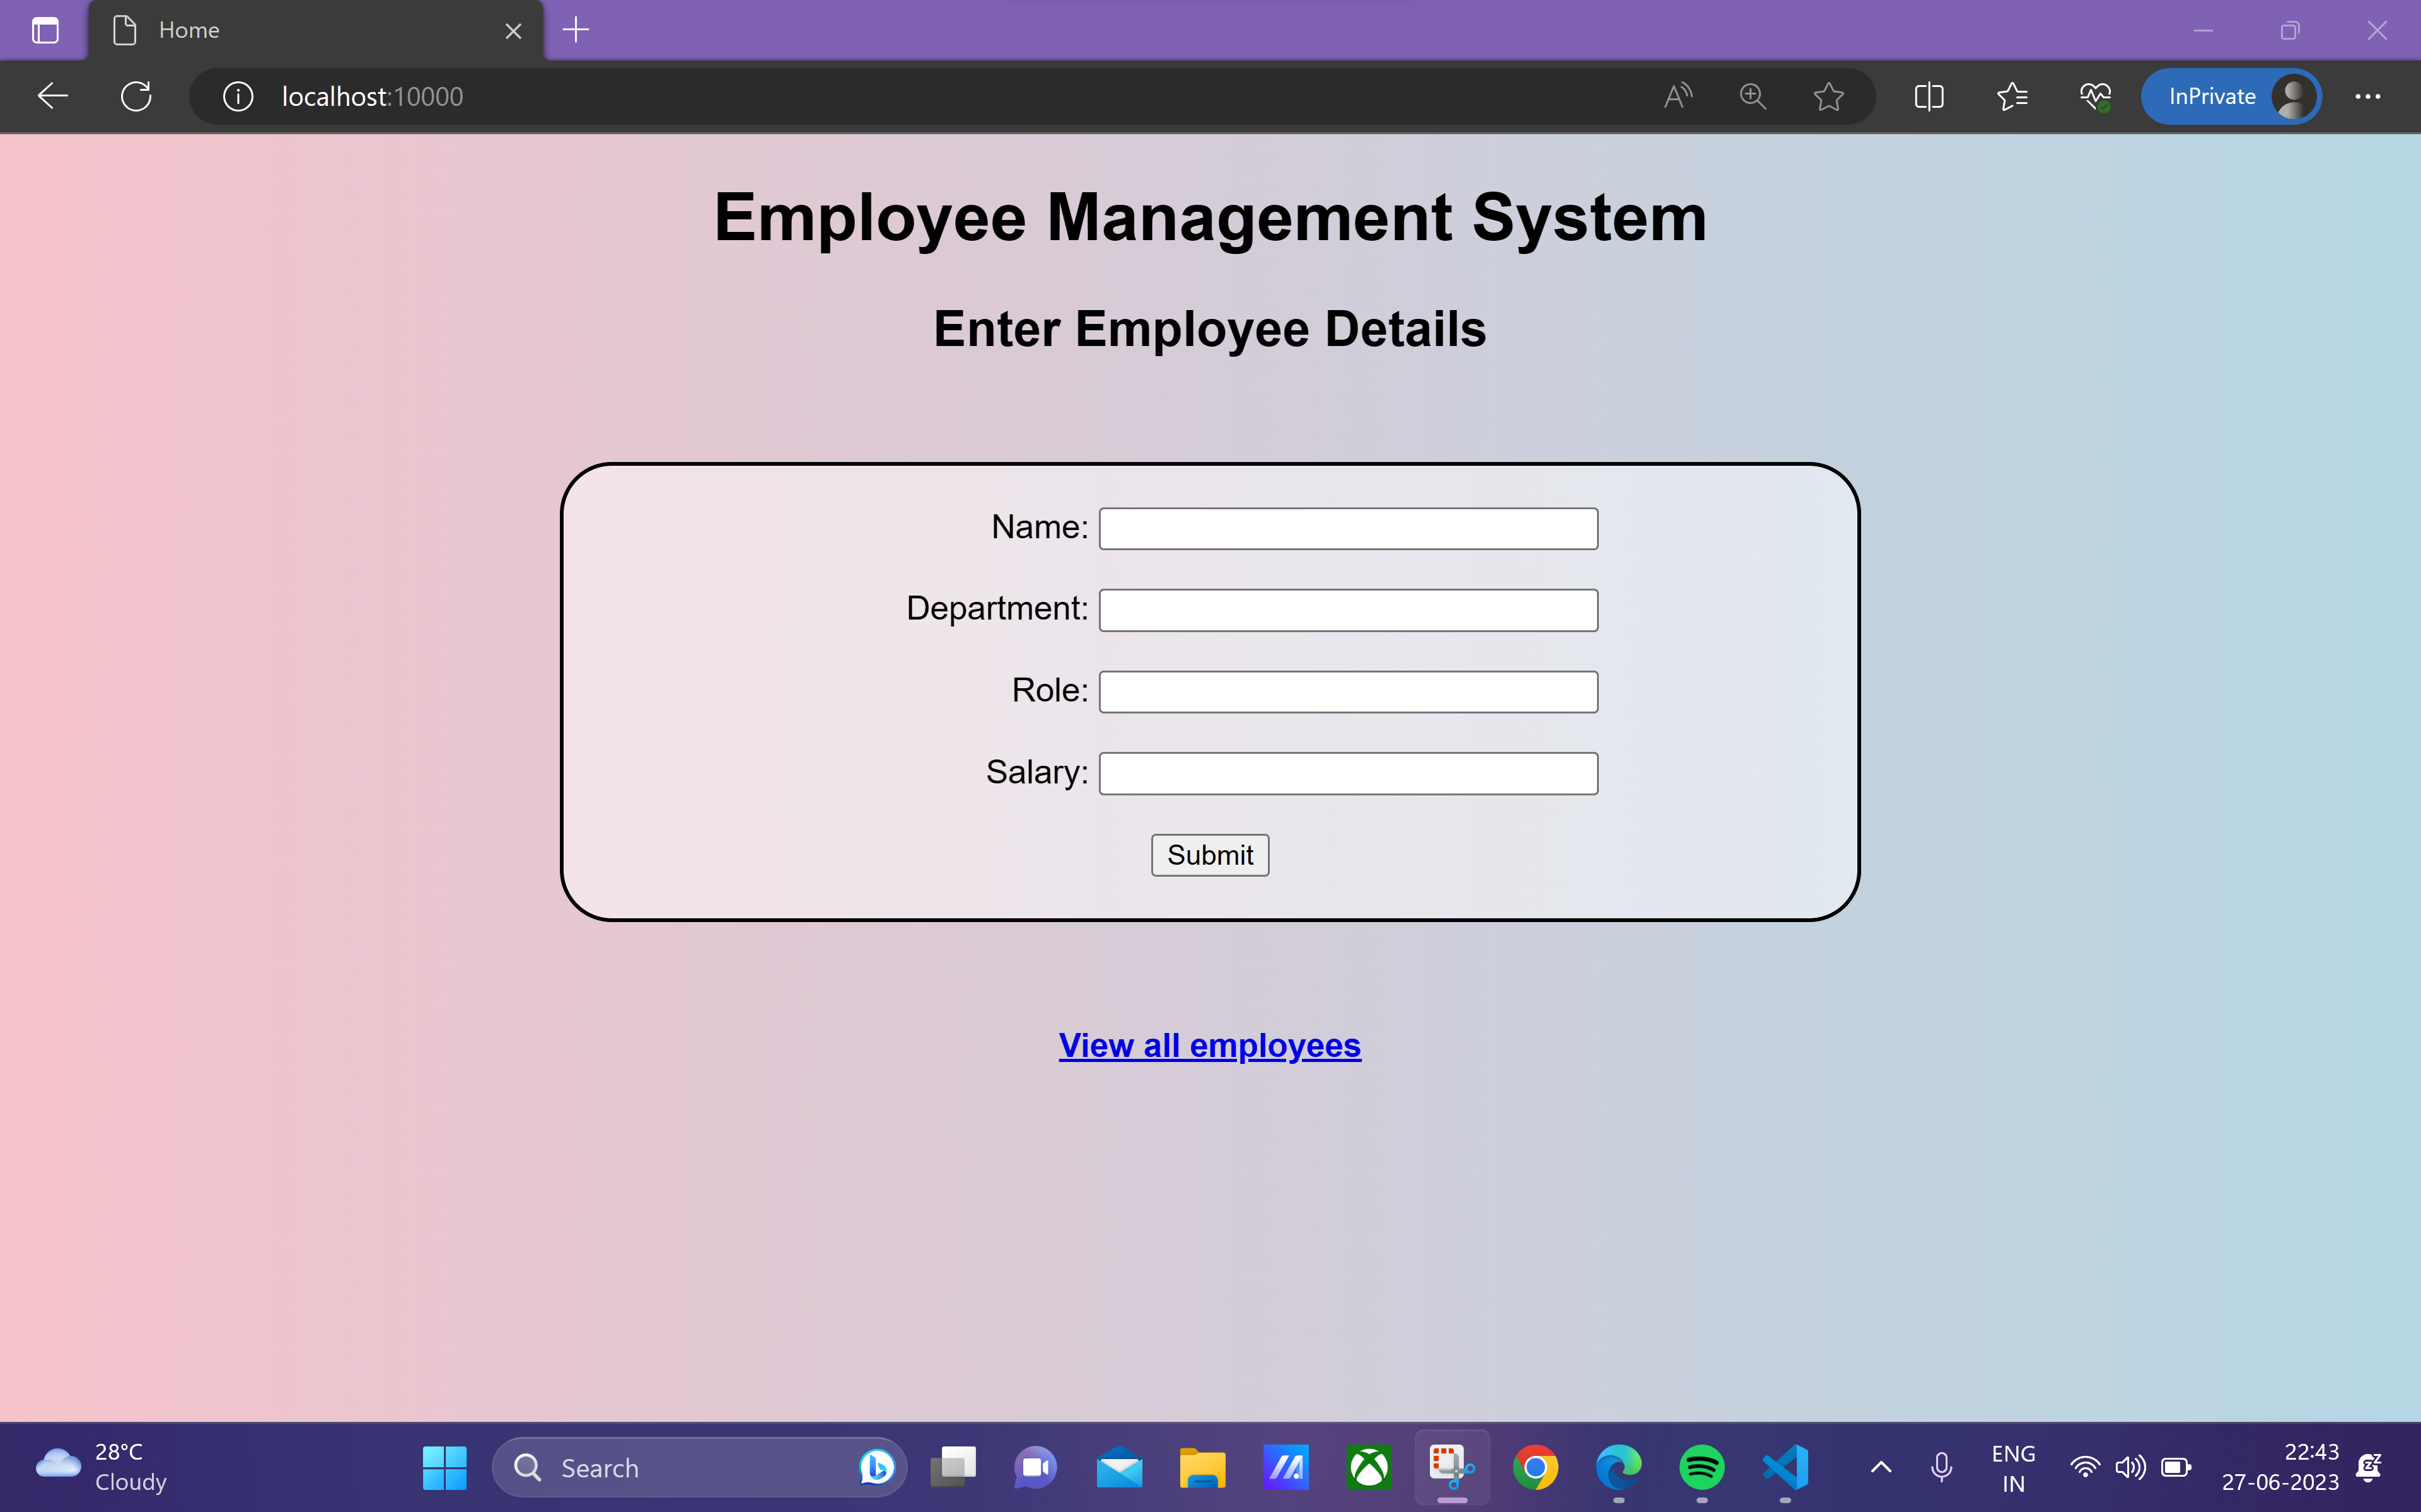 Home
localhost:10000
InPrivate
Employee Management System
Enter Employee Details
Name:
Department:
Role:
Salary:
Submit
View all employees
28°C
Cloudy
Search
ENG
IN
22:43
27-06-2023